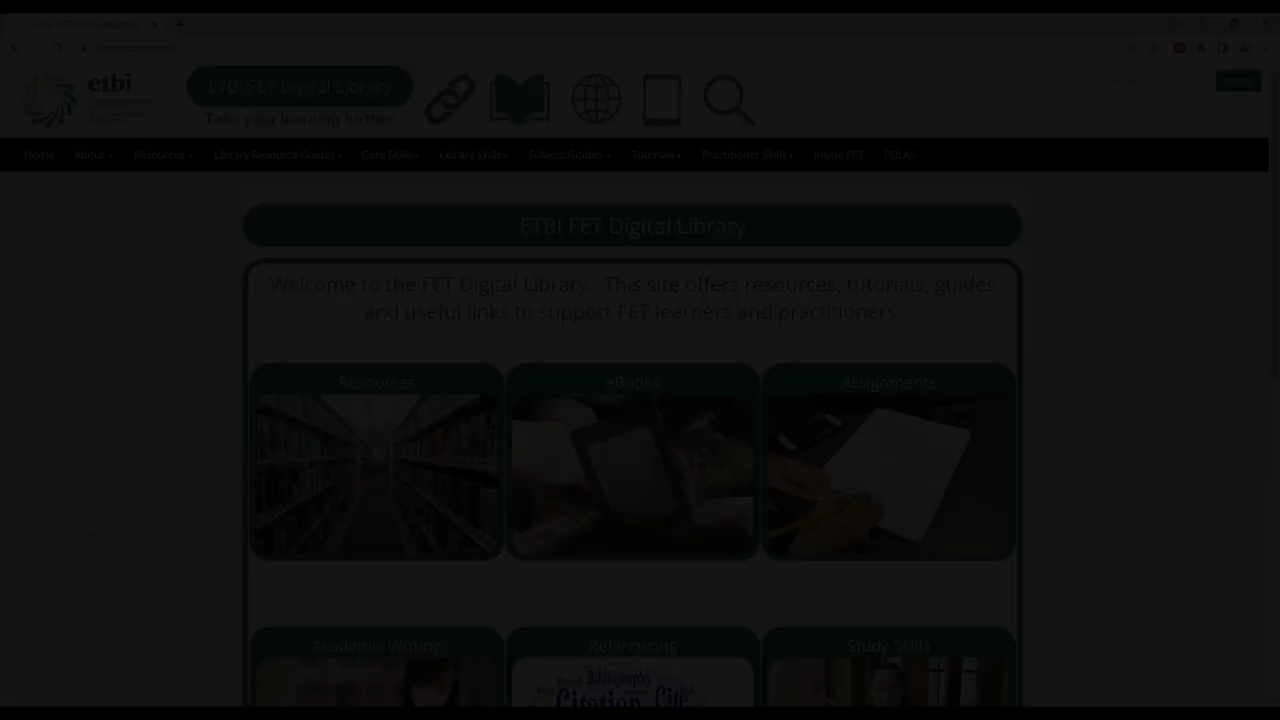 etbi
ETBI FET Digital Library
Take your learning further
Home About Resources Library Resource Guides Core Skills Library Skills Subject Guides Tutorials Practitioner Skills Inside FET
ETBI FET Digital Library
Welcome to the FET Digital Library. This site offers resources, tutorials, guides
and useful links to support FET learners and practitioners.
Resources eBooks Assignments
Academic Writing Referencing Study Skills
Bibliography
Citation Cite